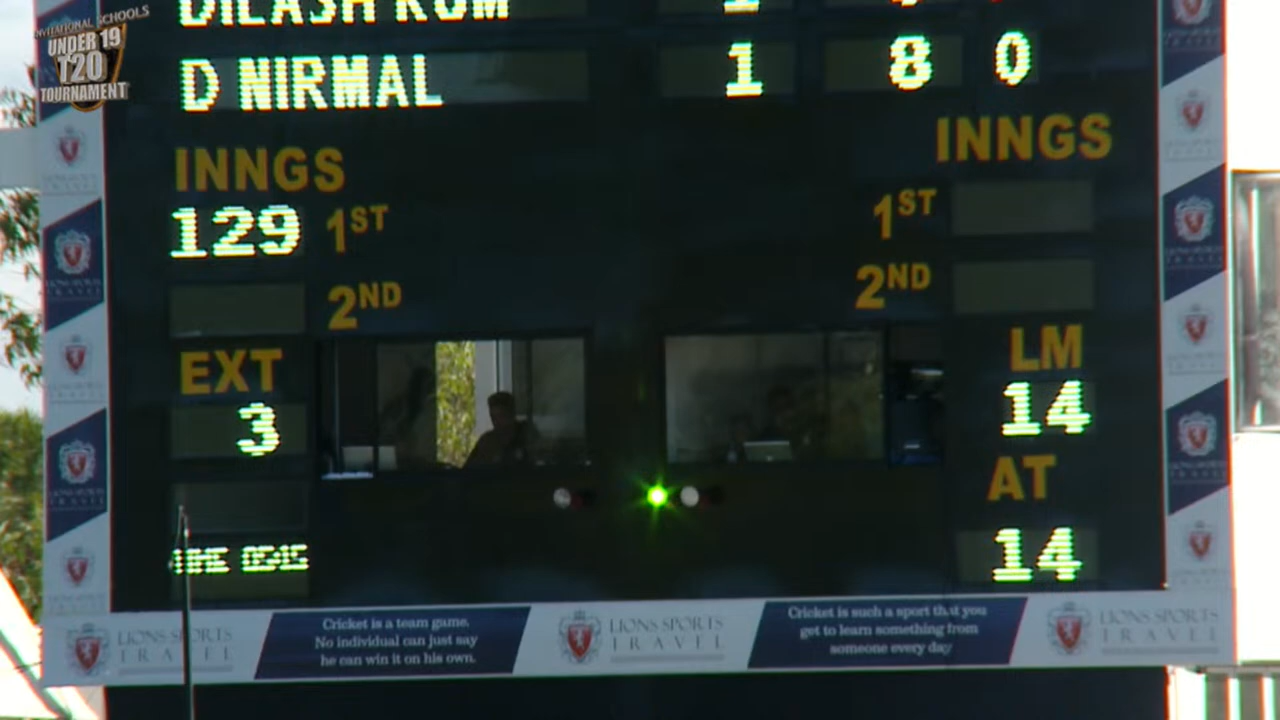 INVITATIONAL SCHOOLS
UNDER 19
T20
TOURNAMENT
DILASH KUM 1
D NIRMAL 1 8 0
INNGS INNGS
129 1ST 1ST
2ND 2ND
EXT LM
3 14
AT
14
LIONS SPORTS
TRAVEL
Cricket is a team game.
No individual can just say
he can win it on his own.
LIONS SPORTS
TRAVEL
Cricket is such a sport that you
get to learn something from
someone every day
LIONS SPORTS
TRAVEL